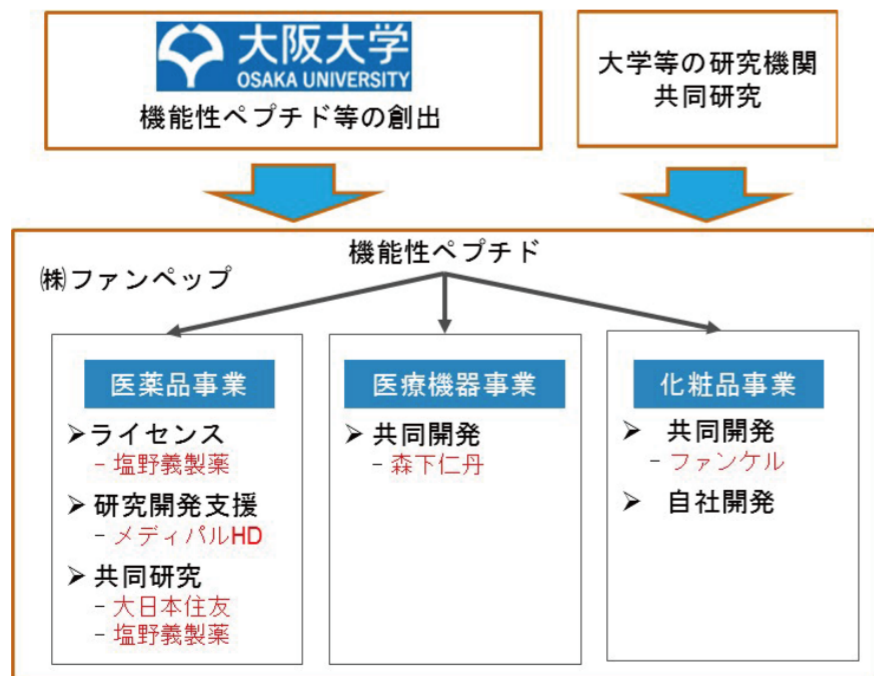 大阪大学
OSAKA UNIVERSITY
機能性ペプチド等の創出
大学等の研究機関
共同研究
機能性ペプチド
㈱ファンペップ
医薬品事業
➢ライセンス
- 塩野義製薬
➢研究開発支援
- メディパルHD
➢共同研究
- 大日本住友
- 塩野義製薬
医療機器事業
➢共同開発
- 森下仁丹
化粧品事業
➢共同開発
- ファンケル
➢自社開発